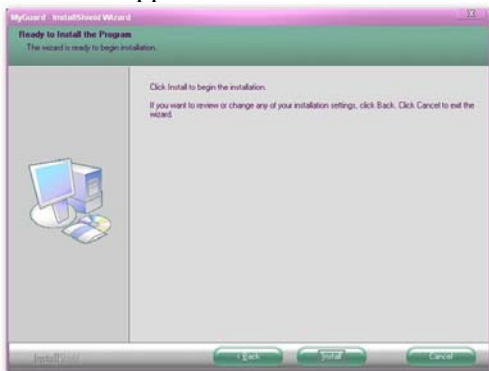 MyGuard - InstallShield Wizard
Ready to Install the Program
The wizard is ready to begin installation.
Click Install to begin the installation.
If you want to review or change any of your installation settings, click Back. Click Cancel to exit the
wizard.
InstallShield
< Back
Install
Cancel